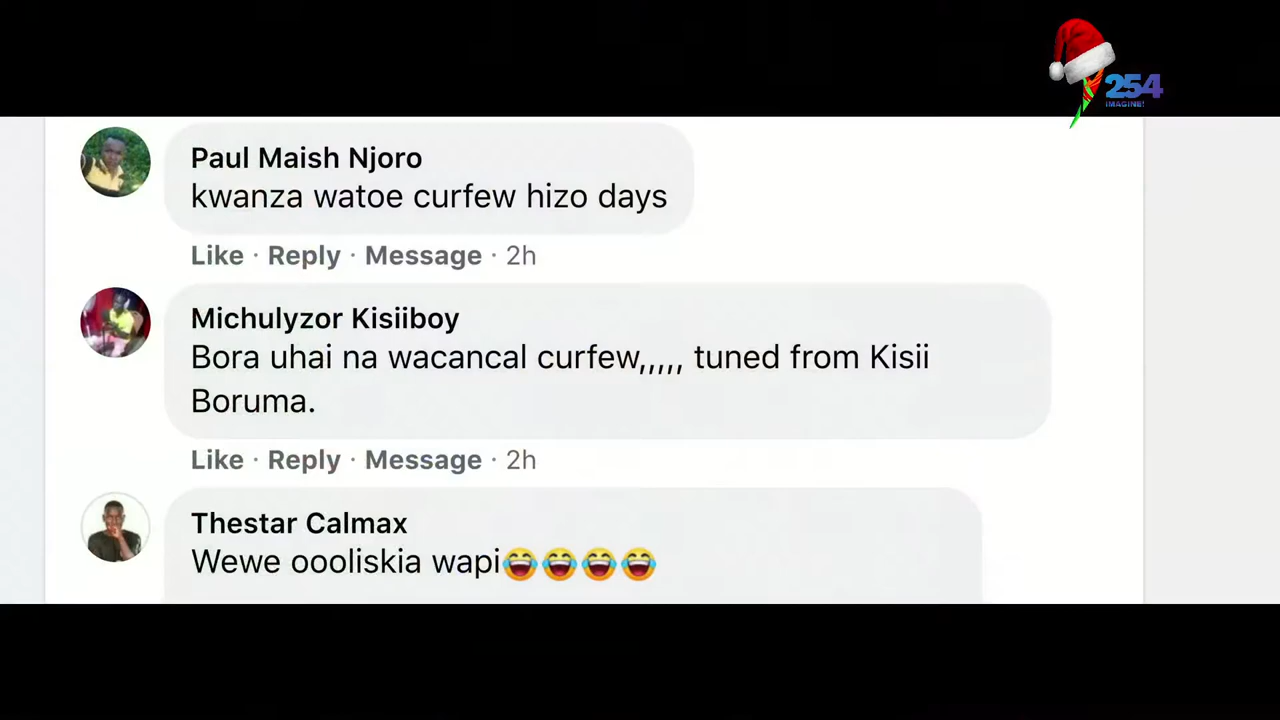 254
IMAGINE!
Paul Maish Njoro
kwanza watoe curfew hizo days
Like · Reply · Message · 2h
Michulyzor Kisiiboy
Bora uhai na wacancal curfew,,,,, tuned from Kisii
Boruma.
Like · Reply · Message · 2h
Thestar Calmax
Wewe oooliskia wapi😂😂😂😂